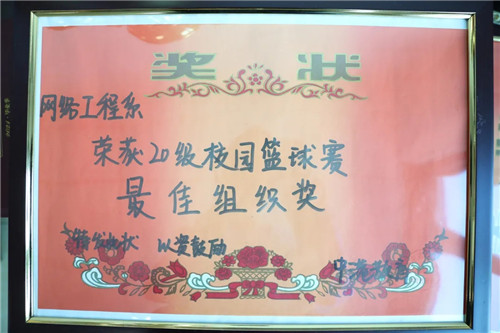 奖状
网络工程系
荣获20级校园篮球赛
最佳组织奖
特发此状 以资鼓励